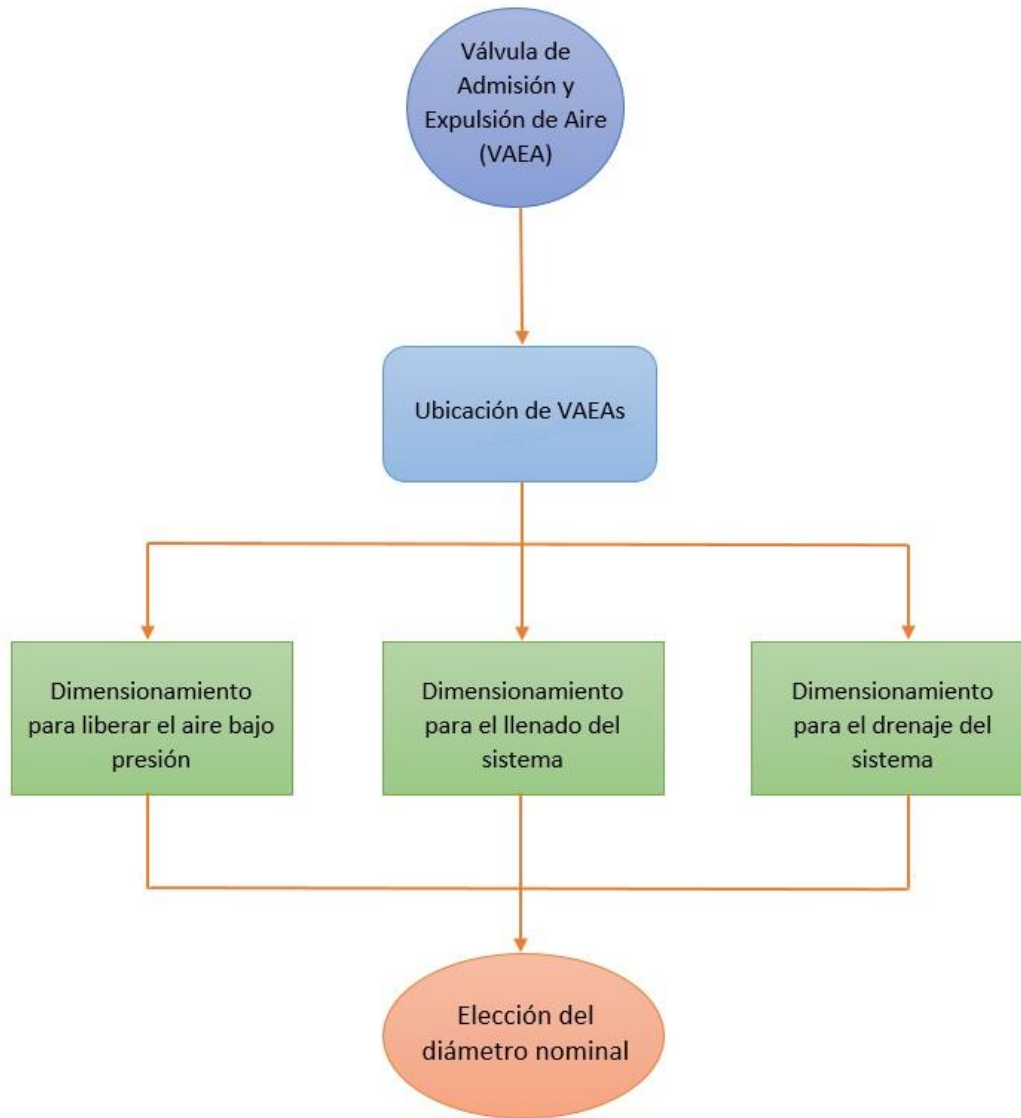 Válvula de
Admisión y
Expulsión de Aire
(VAEA)
Ubicación de VAEAs
Dimensionamiento
para liberar el aire bajo
presión
Dimensionamiento
para el llenado del
sistema
Dimensionamiento
para el drenaje del
sistema
Elección del
diámetro nominal